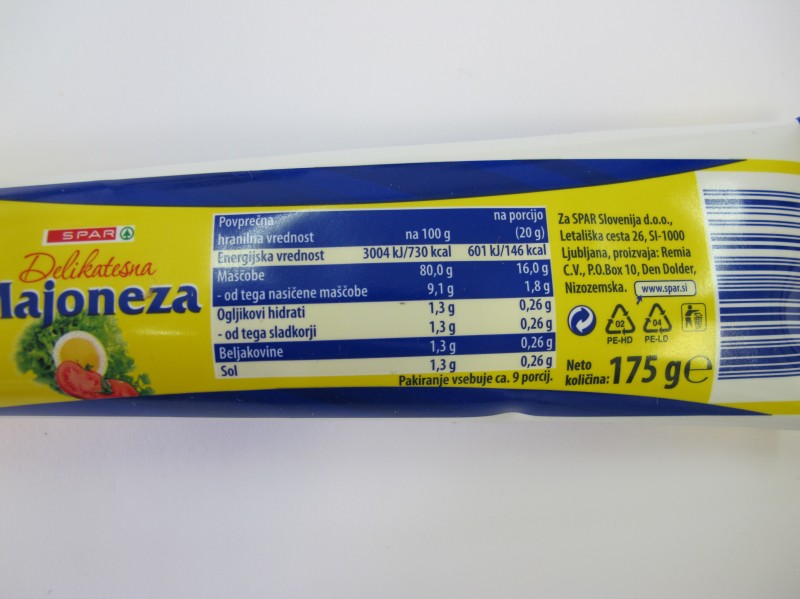 SPAR
Delikatesna
Majoneza
Povprečna
hranilna vrednost na 100 g na porcijo (20 g)
Energijska vrednost 3004 kJ/730 kcal 601 kJ/146 kcal
Maščobe 80,0 g 16,0 g
- od tega nasičene maščobe 9,1 g 1,8 g
Ogljikovi hidrati 1,3 g 0,26 g
- od tega sladkorji 1,3 g 0,26 g
Beljakovine 1,3 g 0,26 g
Sol 1,3 g 0,26 g
Pakiranje vsebuje ca. 9 porcij.
Za SPAR Slovenija d.o.o.,
Letališka cesta 26, SI-1000
Ljubljana, proizvaja: Remia
C.V., P.O.Box 10, Den Dolder,
Nizozemska. www.spar.si
02 04
PE-HD PE-LD
Neto
količina: 175 g e